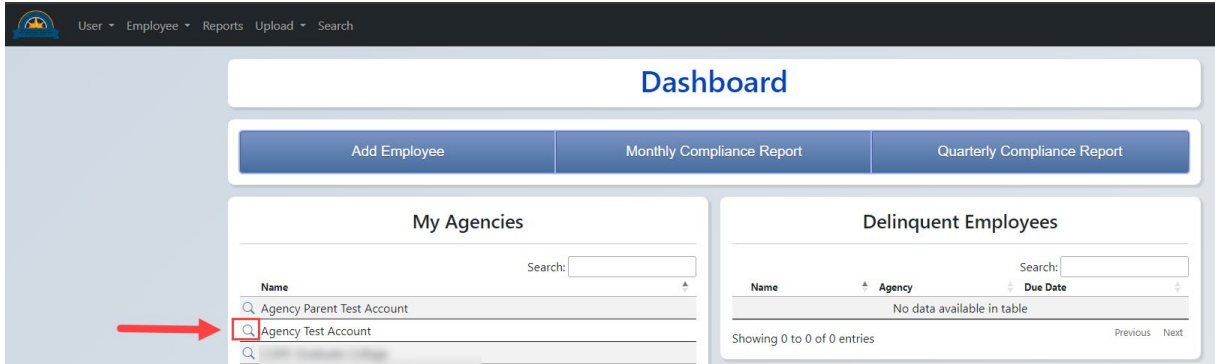 User Employee Reports Upload Search
Dashboard
Add Employee Monthly Compliance Report Quarterly Compliance Report
My Agencies
Search:
Name
Agency Parent Test Account
Agency Test Account
Delinquent Employees
Search:
Name Agency Due Date
No data available in table
Showing 0 to 0 of 0 entries Previous Next